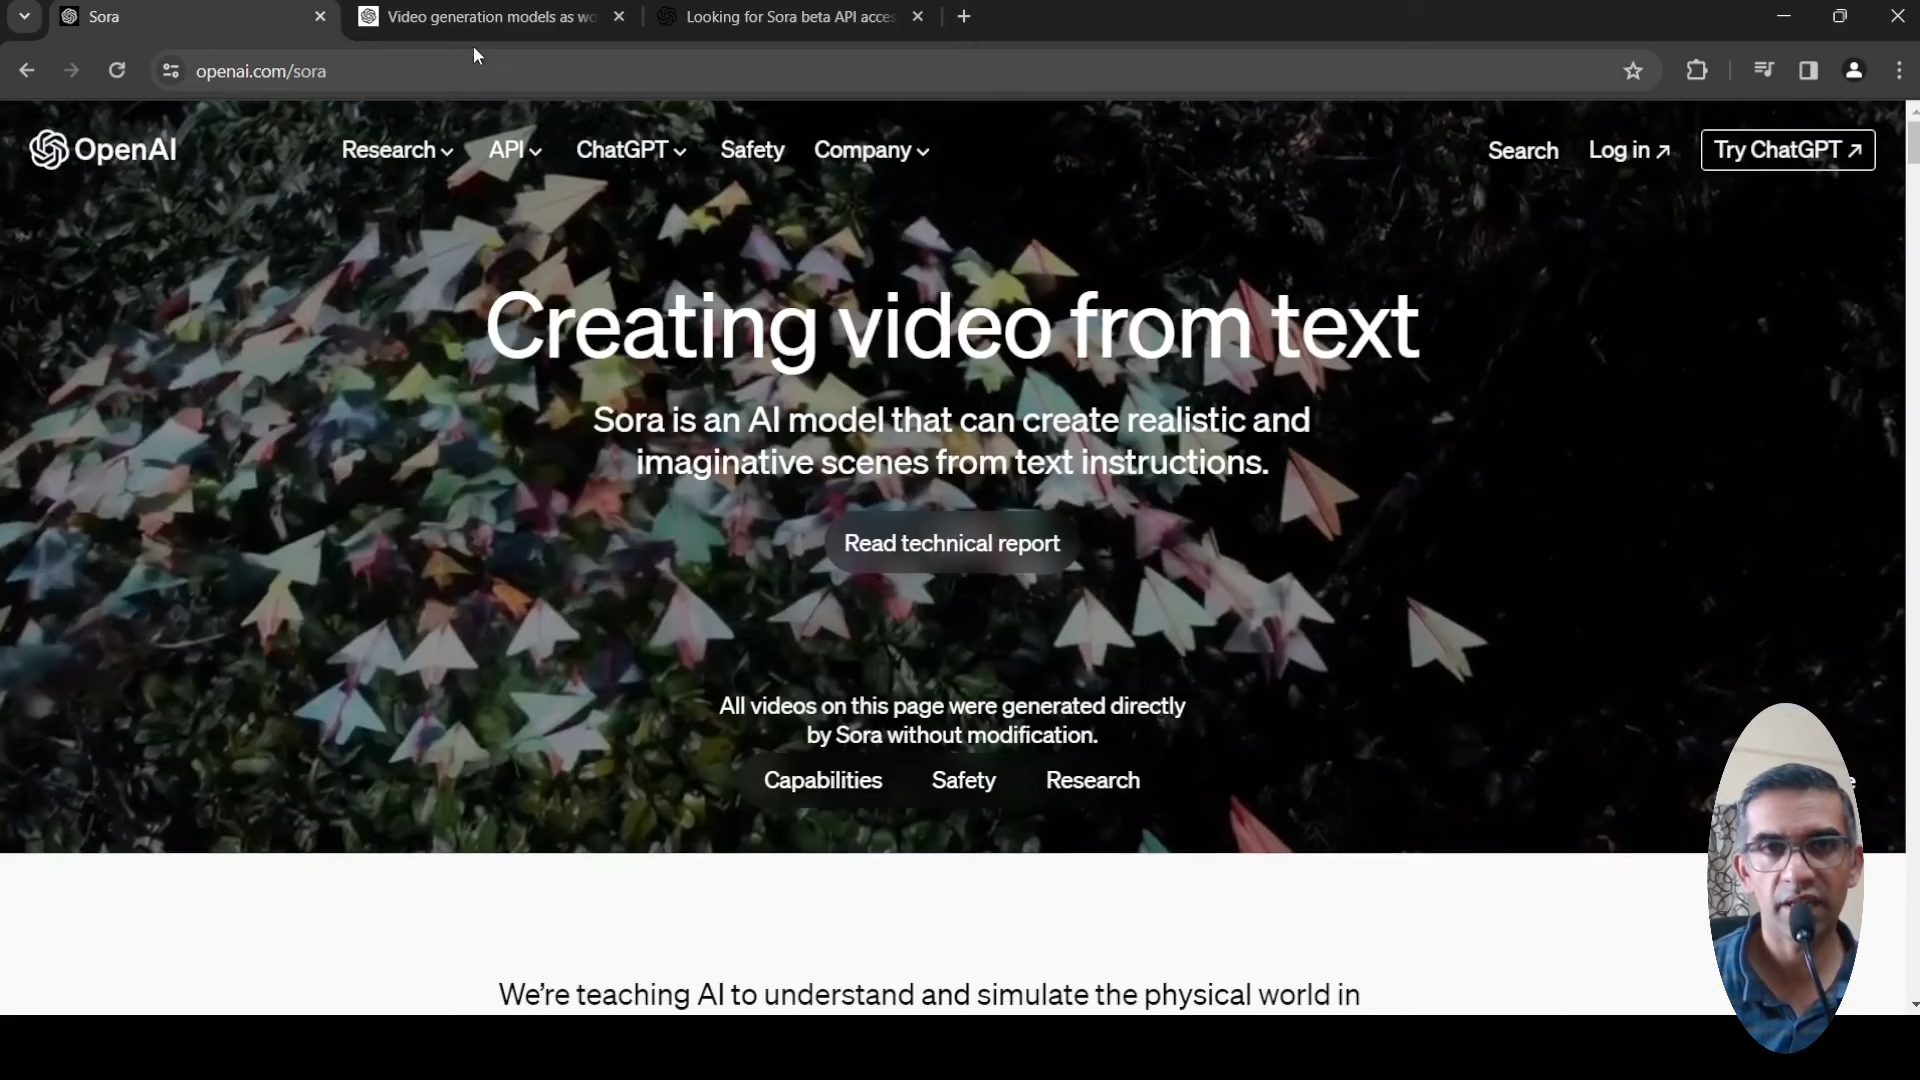 Sora
Video generation models as wo
Looking for Sora beta API acces
openai.com/sora
OpenAI
Research
API
ChatGPT
Safety
Company
Search
Log in ↗
Try ChatGPT ↗
Creating video from text
Sora is an AI model that can create realistic and
imaginative scenes from text instructions.
Read technical report
All videos on this page were generated directly
by Sora without modification.
Capabilities
Safety
Research
We’re teaching AI to understand and simulate the physical world in